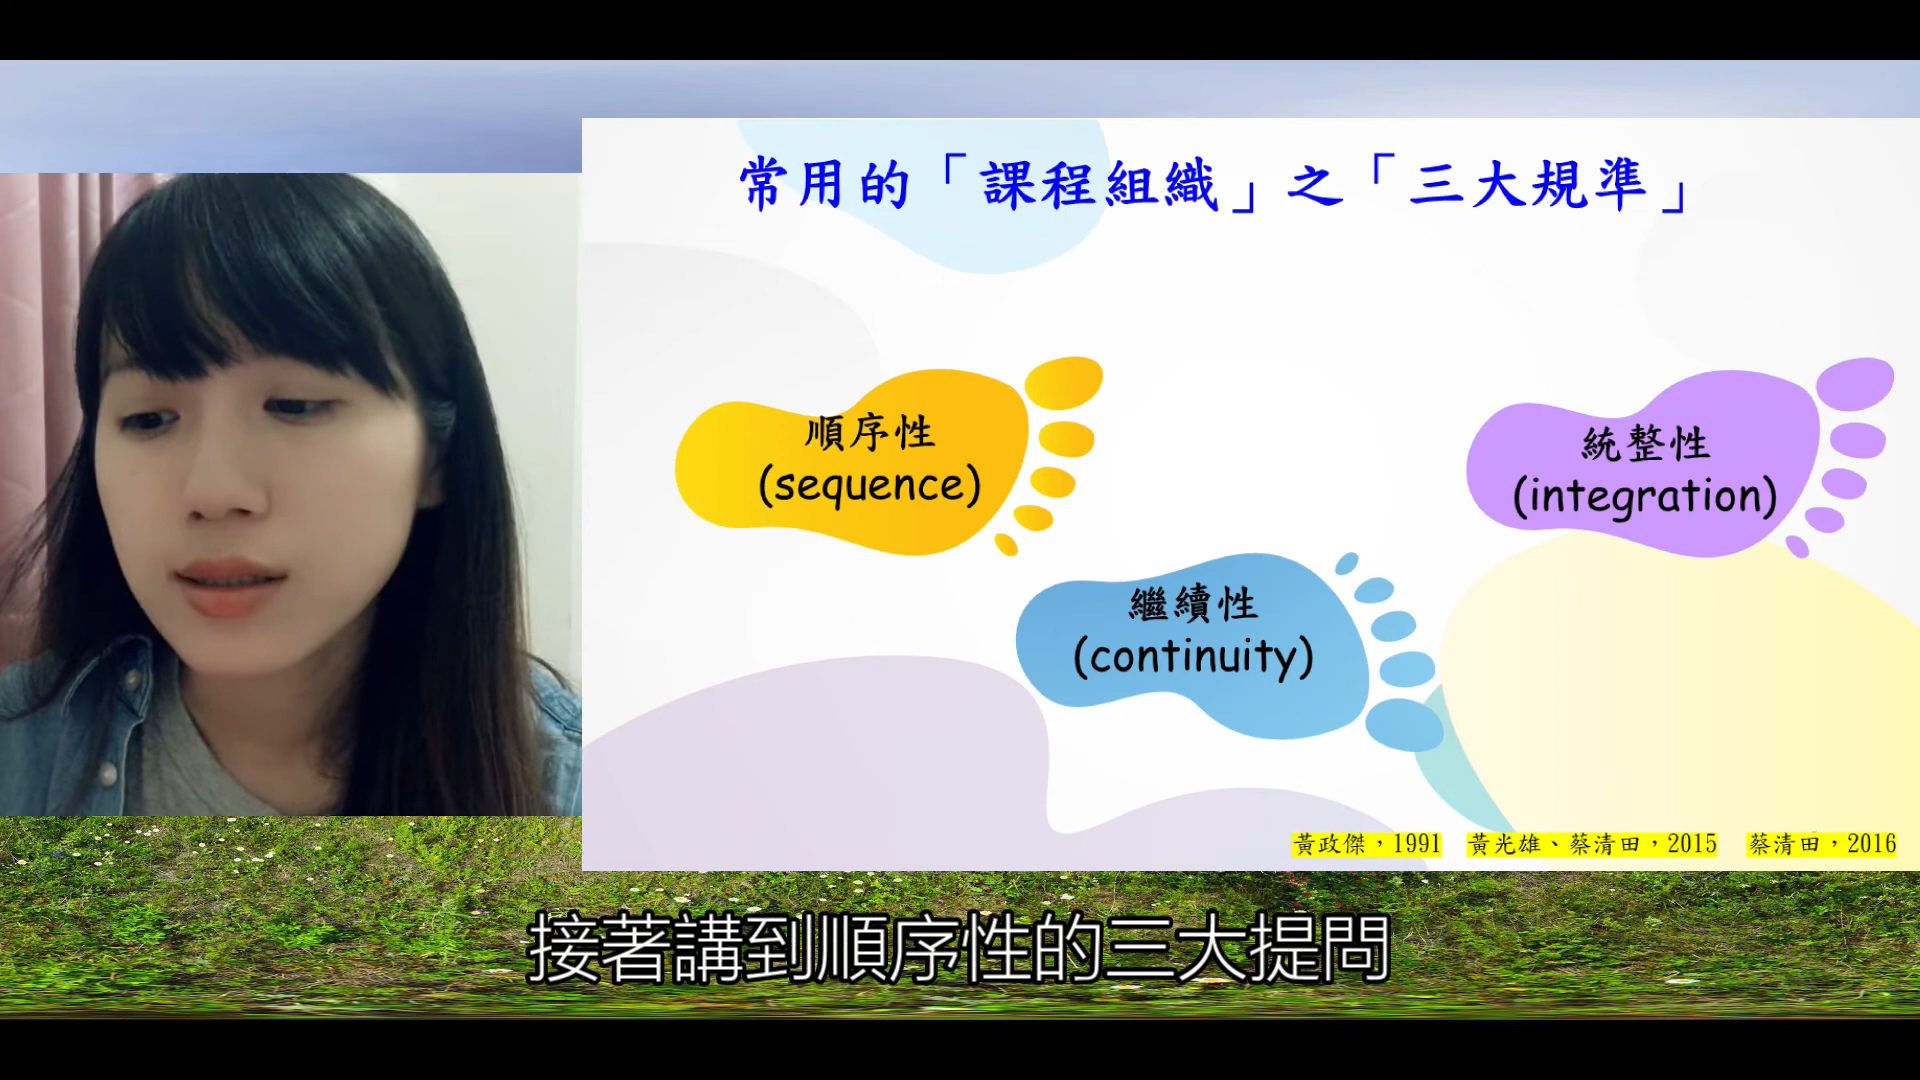 常用的「課程組織」之「三大規準」
順序性
(sequence)
統整性
(integration)
繼續性
(continuity)
黃政傑，1991 黃光雄、蔡清田，2015 蔡清田，2016
接著講到順序性的三大提問